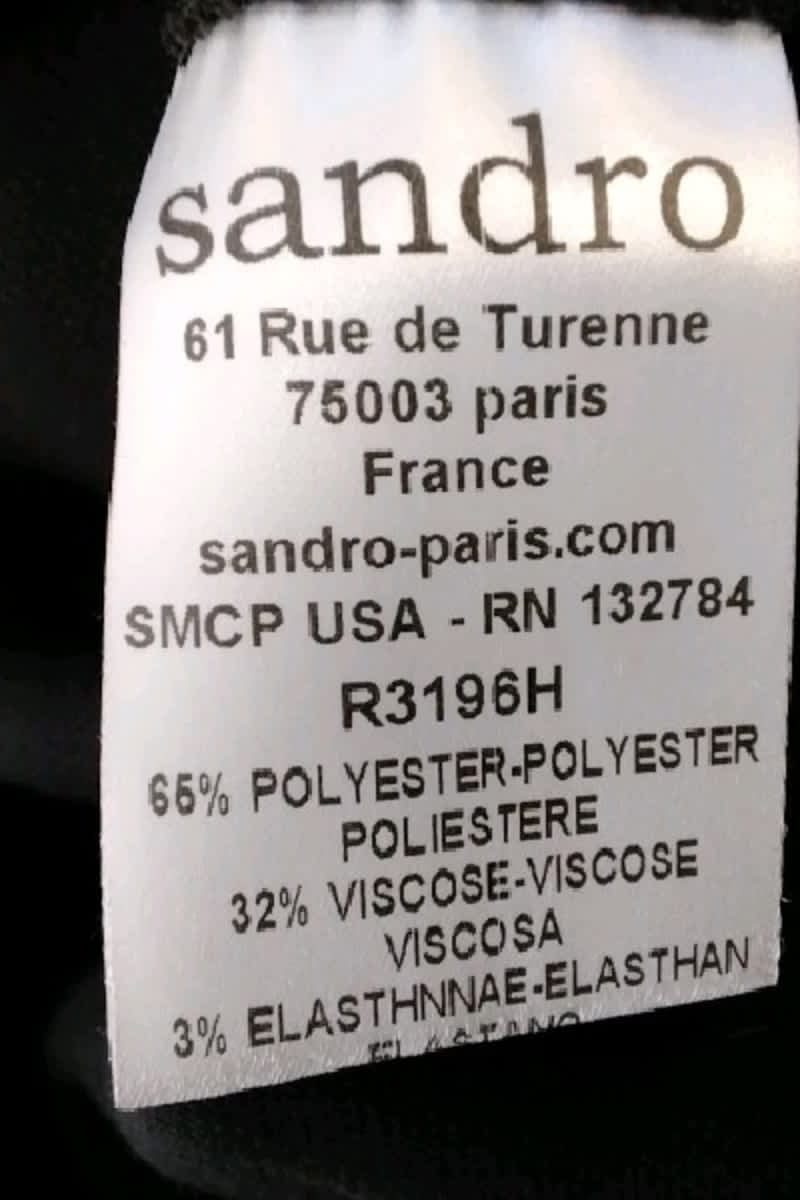 sandro
61 Rue de Turenne
75003 paris
France
sandro-paris.com
SMCP USA - RN 132784
R3196H
65% POLYESTER-POLYESTER
POLIESTERE
32% VISCOSE-VISCOSE
VISCOSA
3% ELASTHNNAE-ELASTHAN